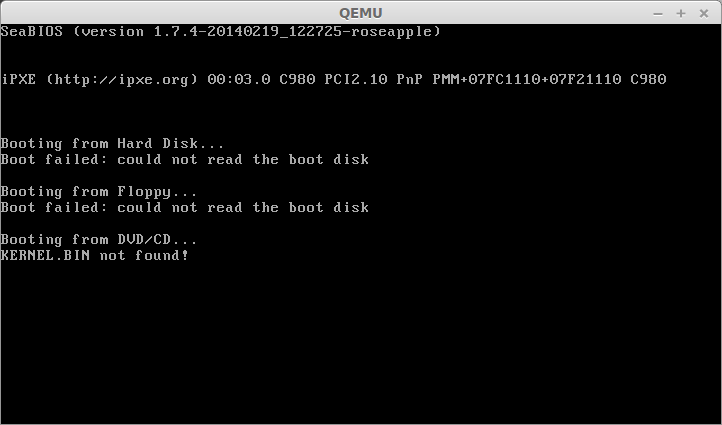 QEMU
SeaBIOS (version 1.7.4-20140219_122725-roseapple)
iPXE (http://ipxe.org) 00:03.0 C980 PCI2.10 PnP PMM+07FC1110+07F21110 C980
Booting from Hard Disk...
Boot failed: could not read the boot disk
Booting from Floppy...
Boot failed: could not read the boot disk
Booting from DVD/CD...
KERNEL.BIN not found!